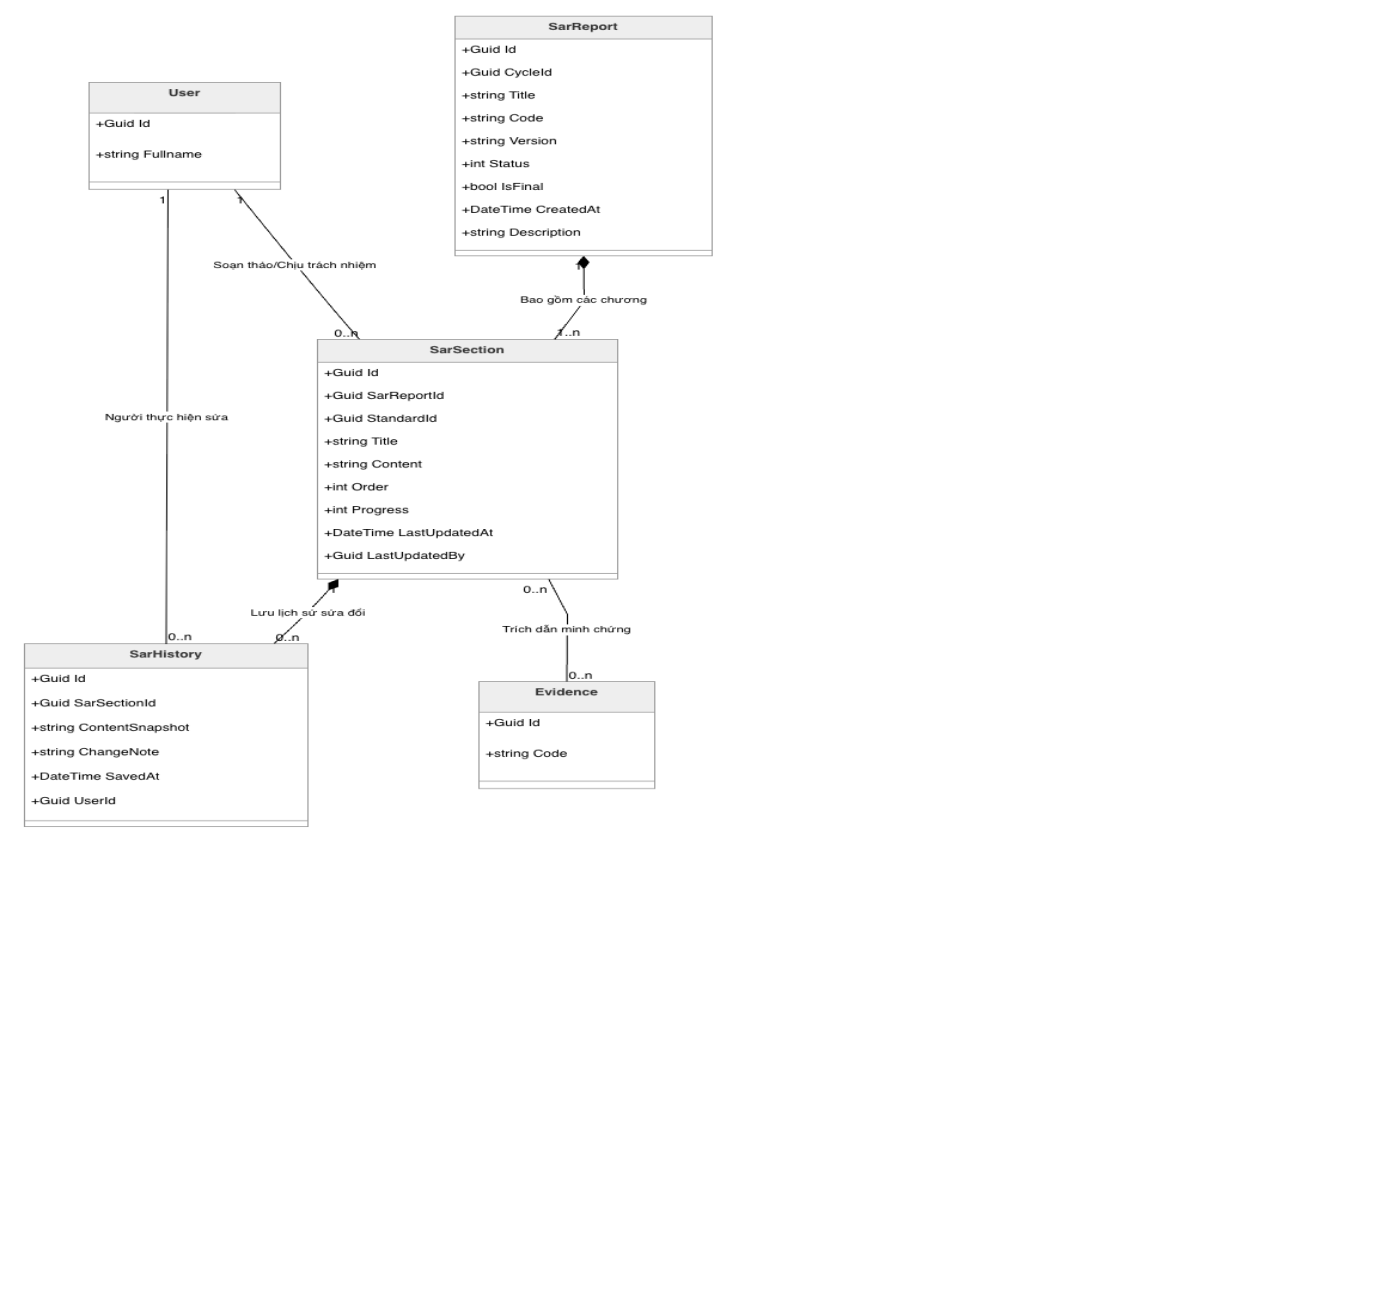 SarReport
+Guid Id
+Guid CycleId
+string Title
+string Code
+string Version
+int Status
+bool IsFinal
+DateTime CreatedAt
+string Description
User
+Guid Id
+string Fullname
1
1
Soạn thảo/Chịu trách nhiệm
0..n
1
Bao gồm các chương
1..n
SarSection
+Guid Id
+Guid SarReportId
+Guid StandardId
+string Title
+string Content
+int Order
+int Progress
+DateTime LastUpdatedAt
+Guid LastUpdatedBy
Người thực hiện sửa
0..n
1
Lưu lịch sử sửa đổi
0..n
0..n
Trích dẫn minh chứng
0..n
SarHistory
+Guid Id
+Guid SarSectionId
+string ContentSnapshot
+string ChangeNote
+DateTime SavedAt
+Guid UserId
Evidence
+Guid Id
+string Code